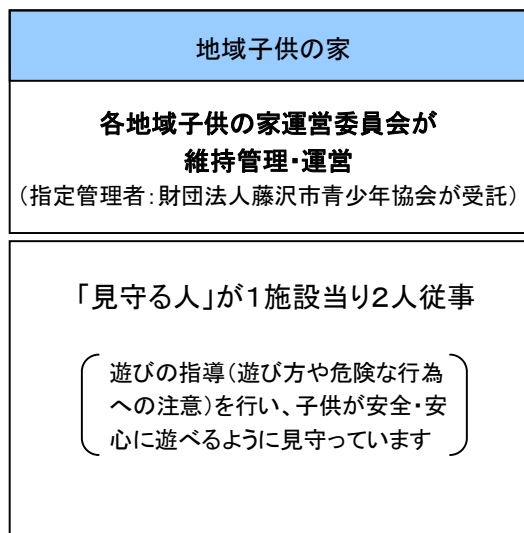 地域子供の家
各地域子供の家運営委員会が
維持管理・運営
（指定管理者：財団法人藤沢市青少年協会が受託）
「見守る人」が１施設当り２人従事
遊びの指導（遊び方や危険な行為
への注意）を行い、子供が安全・安
心に遊べるように見守っています